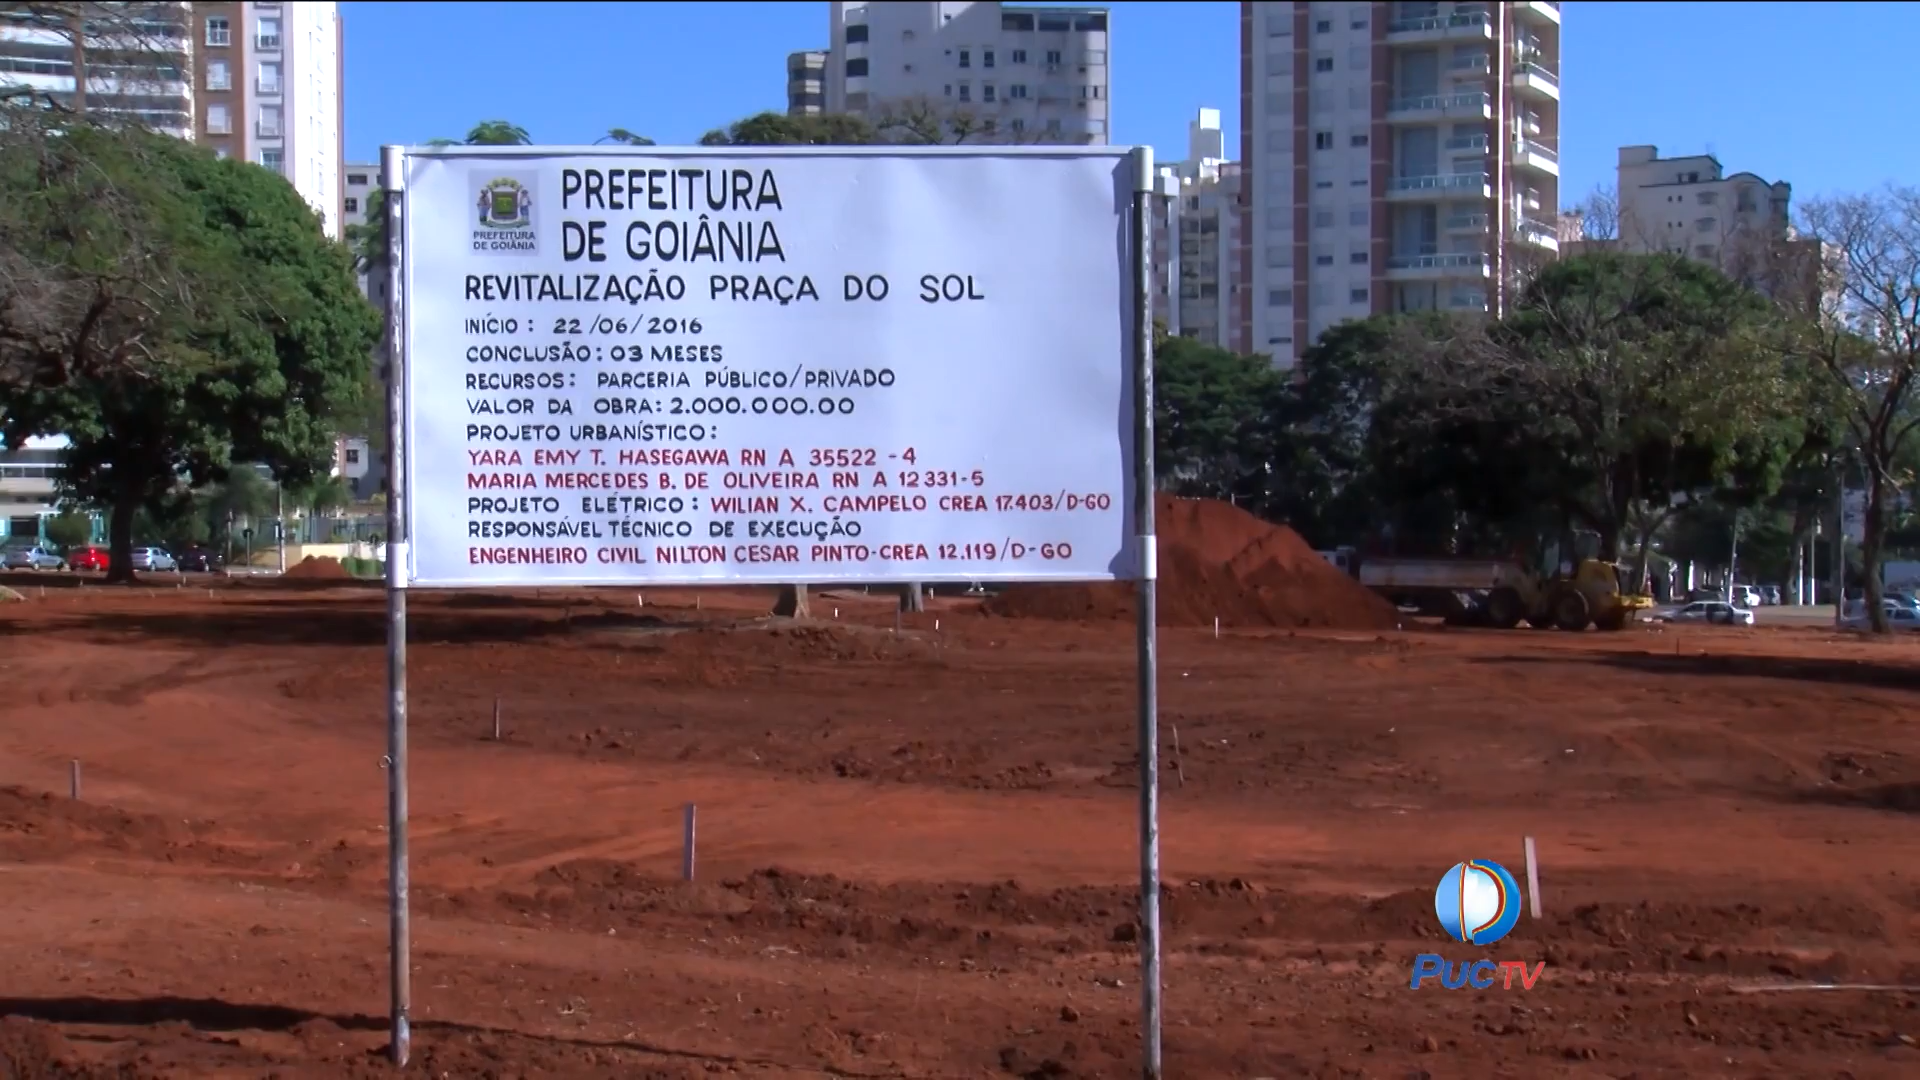 PREFEITURA
DE GOIÂNIA
PREFEITURA
DE GOIÂNIA
REVITALIZAÇÃO PRAÇA DO SOL
INÍCIO : 22 /06/ 2016
CONCLUSÃO: 03 MESES
RECURSOS: PARCERIA PÚBLICO/PRIVADO
VALOR DA OBRA: 2.000.000.00
PROJETO URBANÍSTICO:
YARA EMY T. HASEGAWA RN A 35522 - 4
MARIA MERCEDES B. DE OLIVEIRA RN A 12331-5
PROJETO ELÉTRICO: WILIAN X. CAMPELO CREA 17.403/D-GO
RESPONSÁVEL TÉCNICO DE EXECUÇÃO
ENGENHEIRO CIVIL NILTON CESAR PINTO-CREA 12.119/D-GO
PUCTV